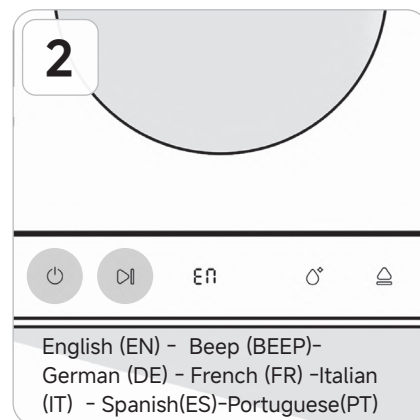 2
EN
English (EN) - Beep (BEEP)-
German (DE) - French (FR) -Italian
(IT) - Spanish(ES)-Portuguese(PT)